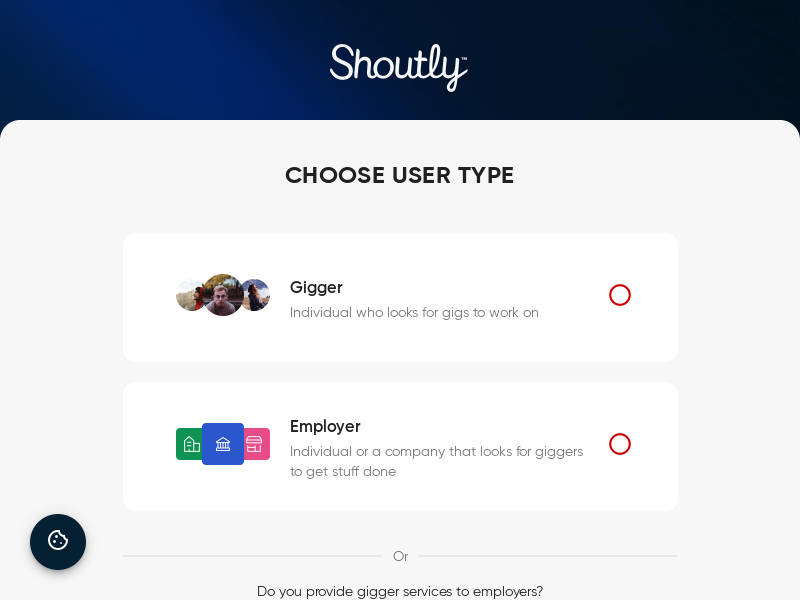 Shoutly™
CHOOSE USER TYPE
Gigger
Individual who looks for gigs to work on
Employer
Individual or a company that looks for giggers
to get stuff done
Or
Do you provide gigger services to employers?